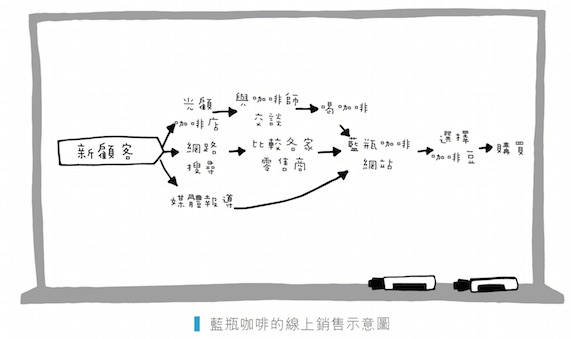 新顧客
光顧
咖啡店
與咖啡師
交談
喝咖啡
網路
搜尋
比較各家
零售商
媒體報導
藍瓶咖啡
網站
選擇
咖啡豆
購買
藍瓶咖啡的線上銷售示意圖